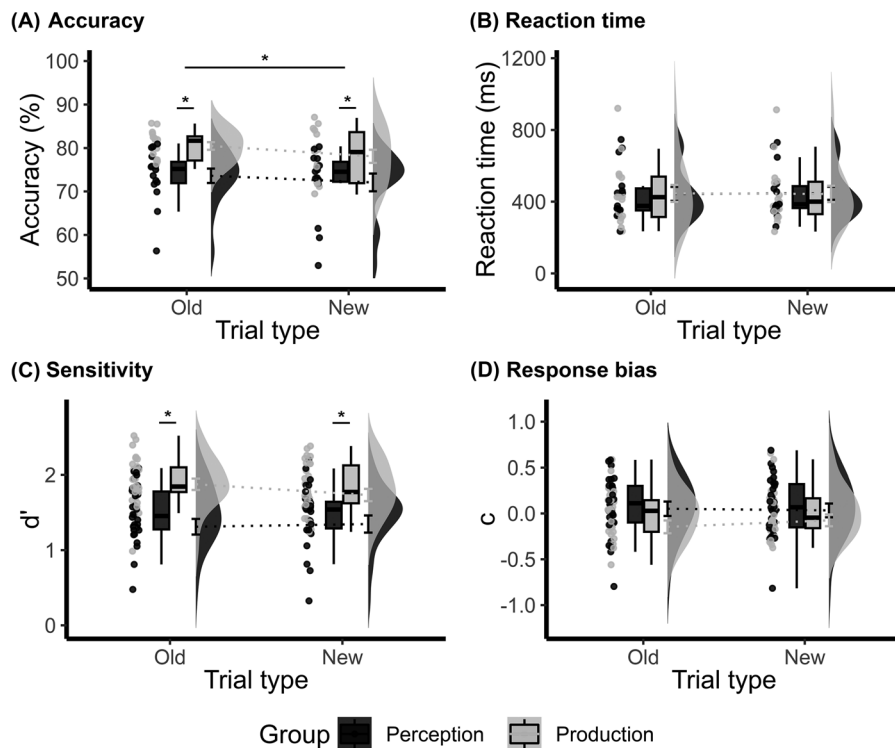 (A) Accuracy
100
90
80
70
60
50
Accuracy (%)
*
*
*
Old
New
Trial type
(B) Reaction time
1200
800
400
0
Reaction time (ms)
Old
New
Trial type
(C) Sensitivity
2
1
0
d'
*
*
Old
New
Trial type
(D) Response bias
1.0
0.5
0.0
-0.5
-1.0
c
Old
New
Trial type
Group Perception Production